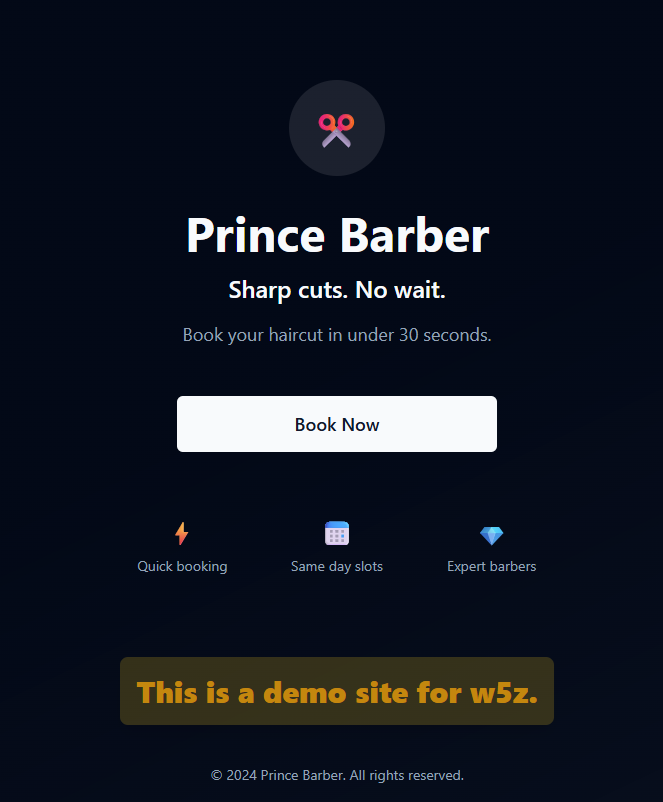 Prince Barber
Sharp cuts. No wait.
Book your haircut in under 30 seconds.
Book Now
Quick booking
Same day slots
Expert barbers
This is a demo site for w5z.
© 2024 Prince Barber. All rights reserved.